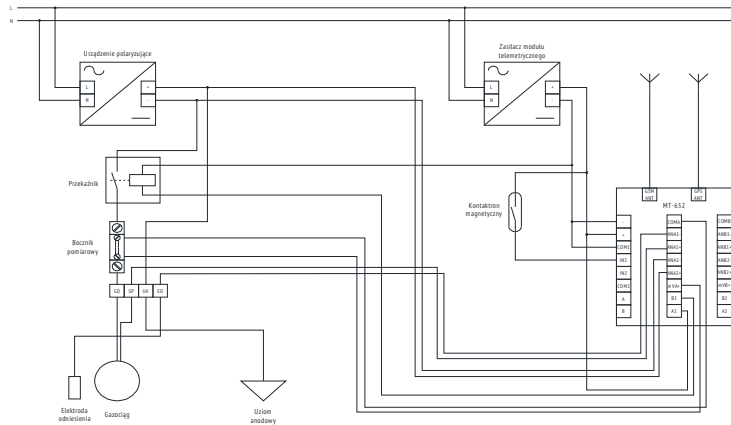 L
N
Urządzenie polaryzujące
Zasilacz modułu
telemetrycznego
L
N
+
-
L
N
+
-
Przekaźnik
Kontaktron
magnetyczny
GSM
ANT
GPS
ANT
MT-652
Bocznik
pomiarowy
-
+
COM1
IN1
IN2
COM2
A
B
COMA
ANA1-
ANA1+
ANA2-
ANA2+
mVA+
B1
A1
COMB
ANB1-
ANB1+
ANB2-
ANB2+
mVB+
B2
A2
GD
GP
UA
EO
Elektroda
odniesienia
Gazociąg
Uziom
anodowy